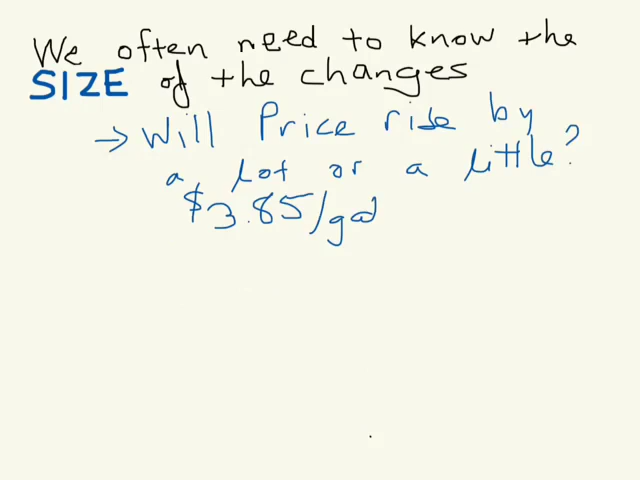 We often need to know the
SIZE of the changes
→ Will Price rise by
a lot or a little?
$3.85/gal